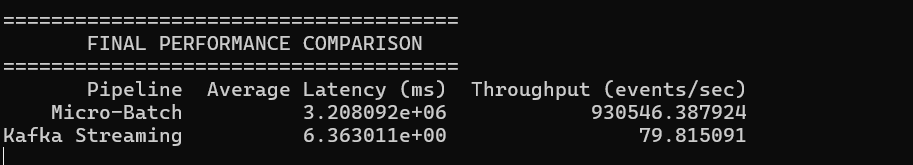 ======================================
FINAL PERFORMANCE COMPARISON
======================================
Pipeline Average Latency (ms) Throughput (events/sec)
Micro-Batch 3.208092e+06 930546.387924
Kafka Streaming 6.363011e+00 79.815091